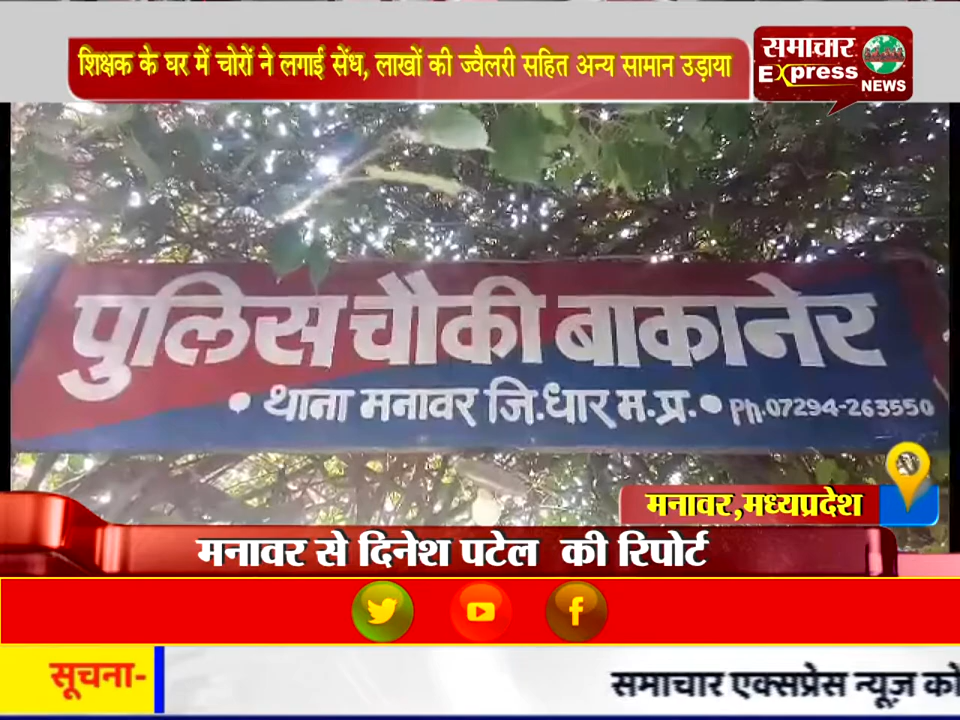 शिक्षक के घर में चोरों ने लगाई सेंध, लाखों की ज्वैलरी सहित अन्य सामान उड़ाया
समाचार
Express
NEWS
पुलिस चौकी बाकानेर
• थाना मनावर जि.धार म.प्र. • Ph.07294-263550
मनावर,मध्यप्रदेश
मनावर से दिनेश पटेल की रिपोर्ट
सूचना-
समाचार एक्सप्रेस न्यूज़ को